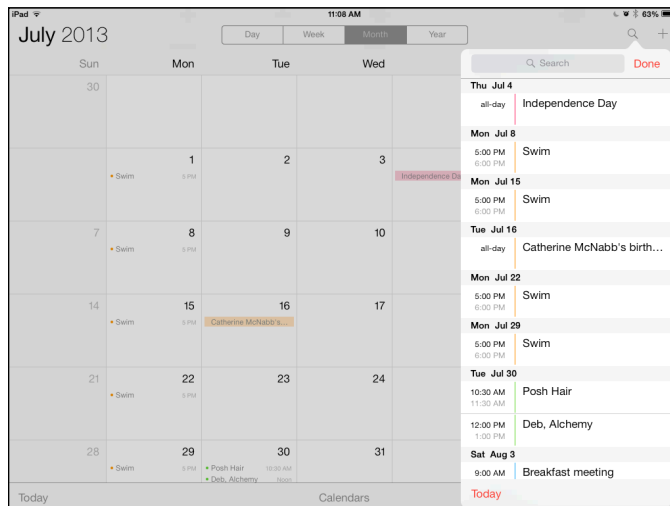 iPad 11:08 AM 63%
July 2013 Day Week Month Year
Sun Mon Tue Wed
30
1 2 3
Swim 5 PM Independence Da
7 8 9 10
Swim 5 PM
14 15 16 17
Swim 5 PM Catherine McNabb's...
21 22 23 24
Swim 5 PM
28 29 30 31
Swim 5 PM Posh Hair 10:30 AM
Deb, Alchemy Noon
Today Calendars
Search Done
Thu Jul 4
all-day Independence Day
Mon Jul 8
5:00 PM Swim
6:00 PM
Mon Jul 15
5:00 PM Swim
6:00 PM
Tue Jul 16
all-day Catherine McNabb's birth...
Mon Jul 22
5:00 PM Swim
6:00 PM
Mon Jul 29
5:00 PM Swim
6:00 PM
Tue Jul 30
10:30 AM Posh Hair
11:30 AM
12:00 PM Deb, Alchemy
1:00 PM
Sat Aug 3
9:00 AM Breakfast meeting
Today